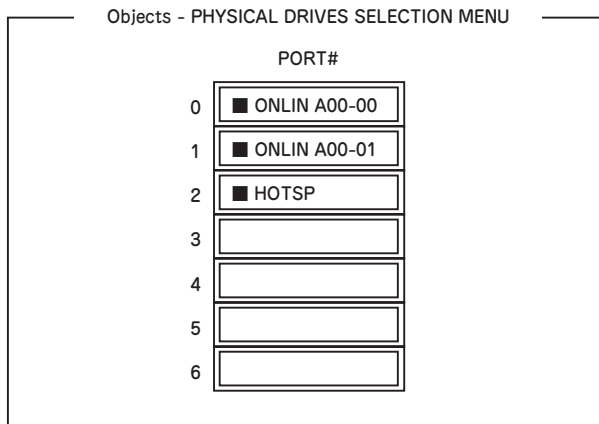 Objects - PHYSICAL DRIVES SELECTION MENU
PORT#
0 ■ ONLIN A00-00
1 ■ ONLIN A00-01
2 ■ HOTSP
3
4
5
6